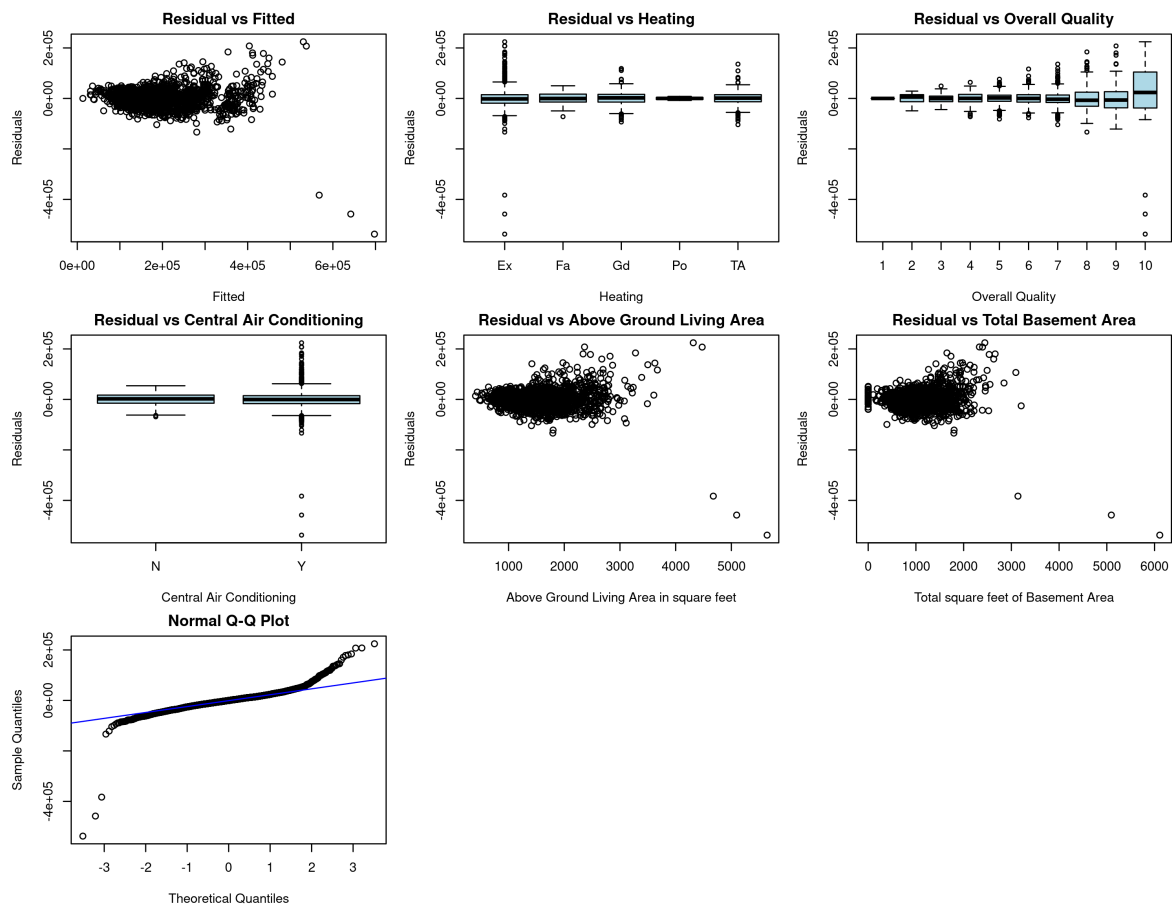 Residual vs Fitted
Residuals
2e+05
0e+00
-4e+05
0e+00 2e+05 4e+05 6e+05
Fitted
Residual vs Heating
Residuals
2e+05
0e+00
-4e+05
Ex Fa Gd Po TA
Heating
Residual vs Overall Quality
Residuals
2e+05
0e+00
-4e+05
1 2 3 4 5 6 7 8 9 10
Overall Quality
Residual vs Central Air Conditioning
Residuals
2e+05
0e+00
-4e+05
N Y
Central Air Conditioning
Residual vs Above Ground Living Area
Residuals
2e+05
0e+00
-4e+05
1000 2000 3000 4000 5000
Above Ground Living Area in square feet
Residual vs Total Basement Area
Residuals
2e+05
0e+00
-4e+05
0 1000 2000 3000 4000 5000 6000
Total square feet of Basement Area
Normal Q-Q Plot
Sample Quantiles
2e+05
0e+00
-4e+05
-3 -2 -1 0 1 2 3
Theoretical Quantiles